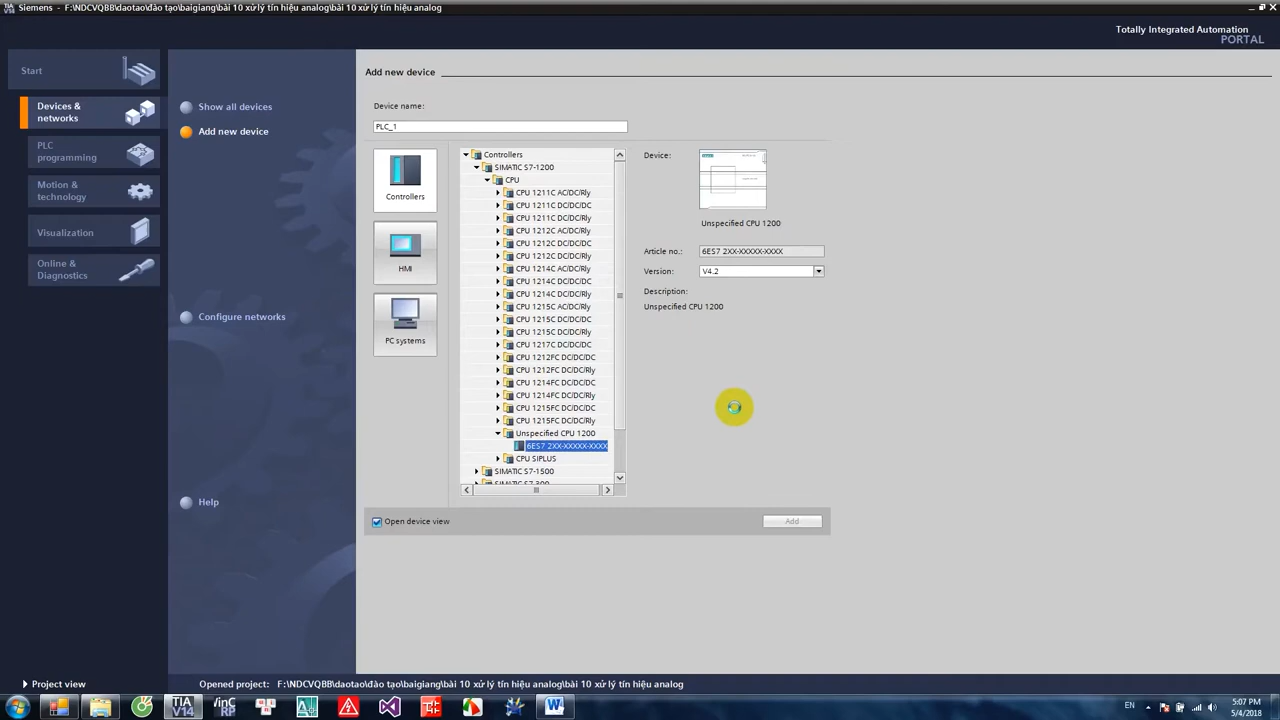 Siemens - F:\NDCVQBB\daotao\đào tạo\baigiang\bài 10 xử lý tín hiệu analog\bài 10 xử lý tín hiệu analog
Totally Integrated Automation
PORTAL
Start
Devices &
networks
PLC
programming
Motion &
technology
Visualization
Online &
Diagnostics
Show all devices
Add new device
Configure networks
Help
Add new device
Device name:
PLC_1
Controllers
HMI
PC systems
Controllers
SIMATIC S7-1200
CPU
CPU 1211C AC/DC/Rly
CPU 1211C DC/DC/DC
CPU 1211C DC/DC/Rly
CPU 1212C AC/DC/Rly
CPU 1212C DC/DC/DC
CPU 1212C DC/DC/Rly
CPU 1214C AC/DC/Rly
CPU 1214C DC/DC/DC
CPU 1214C DC/DC/Rly
CPU 1215C AC/DC/Rly
CPU 1215C DC/DC/DC
CPU 1215C DC/DC/Rly
CPU 1217C DC/DC/DC
CPU 1212FC DC/DC/DC
CPU 1212FC DC/DC/Rly
CPU 1214FC DC/DC/DC
CPU 1214FC DC/DC/Rly
CPU 1215FC DC/DC/DC
CPU 1215FC DC/DC/Rly
Unspecified CPU 1200
6ES7 2XX-XXXXX-XXXX
CPU SIPLUS
SIMATIC S7-1500
SIMATIC S7-300
Device:
Unspecified CPU 1200
Article no.: 6ES7 2XX-XXXXX-XXXX
Version: V4.2
Description:
Unspecified CPU 1200
Open device view
Add
Project view
Opened project: F:\NDCVQBB\daotao\đào tạo\baigiang\bài 10 xử lý tín hiệu analog\bài 10 xử lý tín hiệu analog
TIA
V14
EN
5:07 PM
5/4/2018